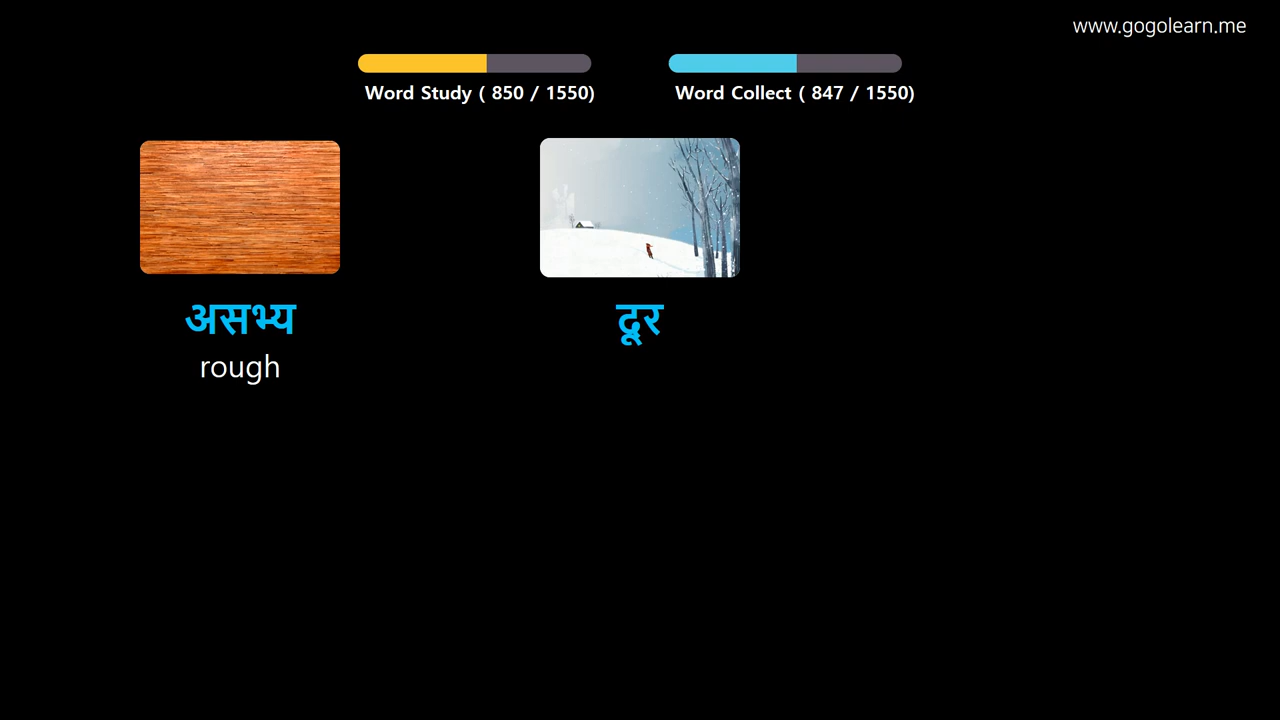 www.gogolearn.me
Word Study ( 850 / 1550)
Word Collect ( 847 / 1550)
असभ्य
rough
दूर